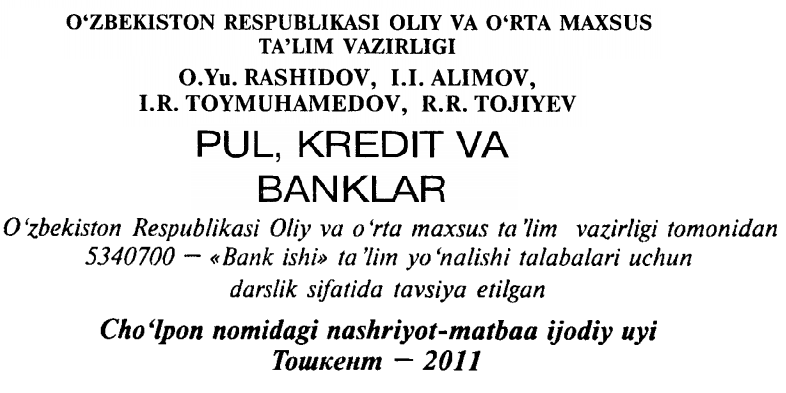 O‘ZBEKISTON RESPUBLIKASI OLIY VA O‘RTA MAXSUS
TA’LIM VAZIRLIGI
O.Yu. RASHIDOV, I.I. ALIMOV,
I.R. TOYMUHAMEDOV, R.R. TOJIYEV
PUL, KREDIT VA
BANKLAR
O‘zbekiston Respublikasi Oliy va o‘rta maxsus ta’lim vazirligi tomonidan
5340700 — «Bank ishi» ta’lim yo‘nalishi talabalari uchun
darslik sifatida tavsiya etilgan
Cho‘lpon nomidagi nashriyot-matbaa ijodiy uyi
Тошкент — 2011